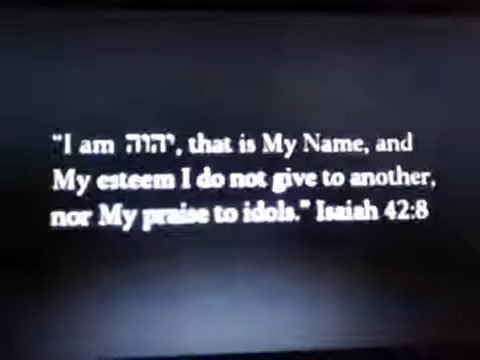 "I am יהוה, that is My Name, and
My esteem I do not give to another,
nor My praise to idols." Isaiah 42:8